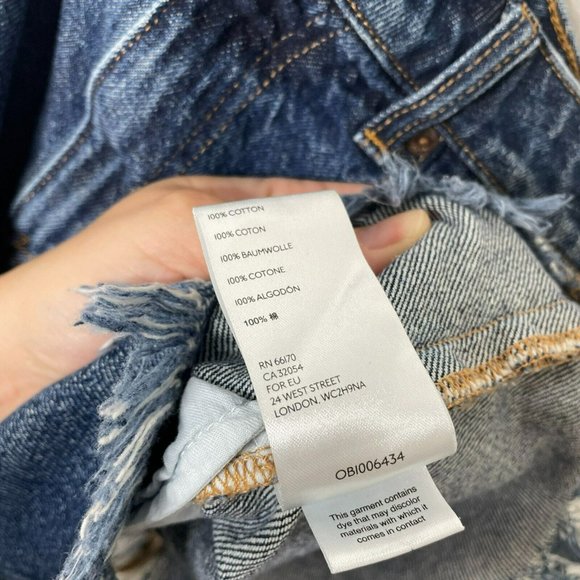 100% COTTON
100% COTON
100% BAUMWOLLE
100% COTONE
100% ALGODÓN
100% 棉
RN 66170
CA 32054
FOR EU
24 WEST STREET
LONDON, WC2H9NA
OB1006434
This garment contains
dye that may discolor
materials with which it
comes in contact